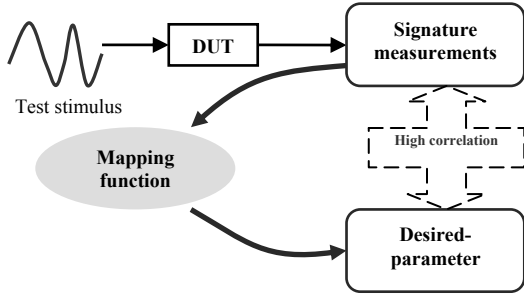 Test stimulus
DUT
Signature
measurements
High correlation
Mapping
function
Desired-
parameter